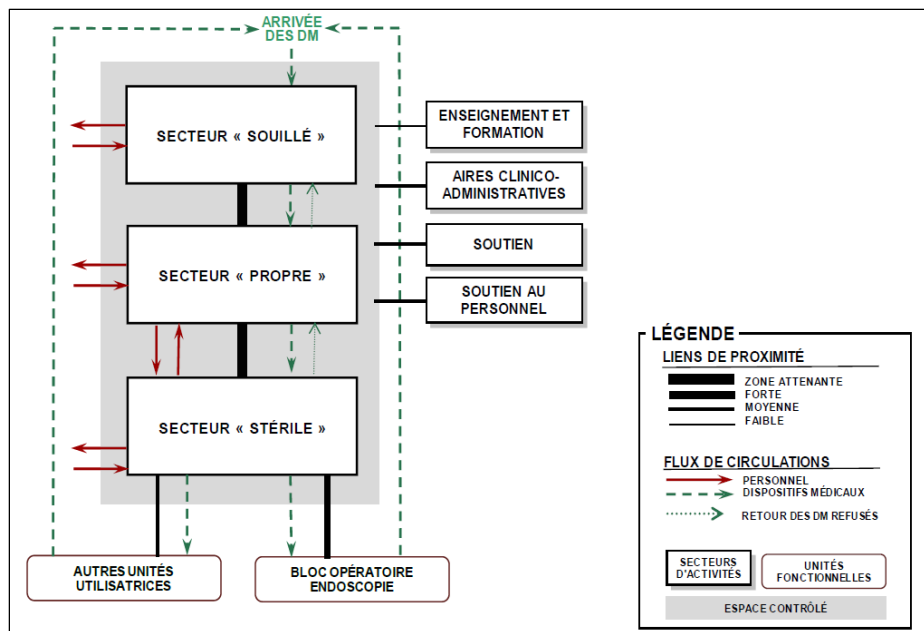 ARRIVÉE
DES DM
SECTEUR « SOUILLÉ »
SECTEUR « PROPRE »
SECTEUR « STÉRILE »
ENSEIGNEMENT ET
FORMATION
AIRES CLINICO-
ADMINISTRATIVES
SOUTIEN
SOUTIEN AU
PERSONNEL
AUTRES UNITÉS
UTILISATRICES
BLOC OPÉRATOIRE
ENDOSCOPIE
LÉGENDE
LIENS DE PROXIMITÉ
ZONE ATTENANTE
FORTE
MOYENNE
FAIBLE
FLUX DE CIRCULATIONS
PERSONNEL
DISPOSITIFS MÉDICAUX
RETOUR DES DM REFUSÉS
SECTEURS
D'ACTIVITÉS
UNITÉS
FONCTIONNELLES
ESPACE CONTRÔLÉ